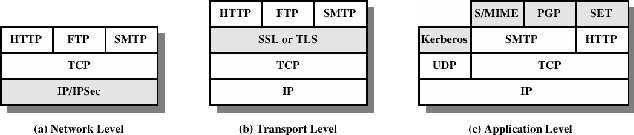 HTTP FTP SMTP
TCP
IP/IPSec
(a) Network Level
HTTP FTP SMTP
SSL or TLS
TCP
IP
(b) Transport Level
S/MIME PGP SET
Kerberos SMTP HTTP
UDP TCP
IP
(c) Application Level